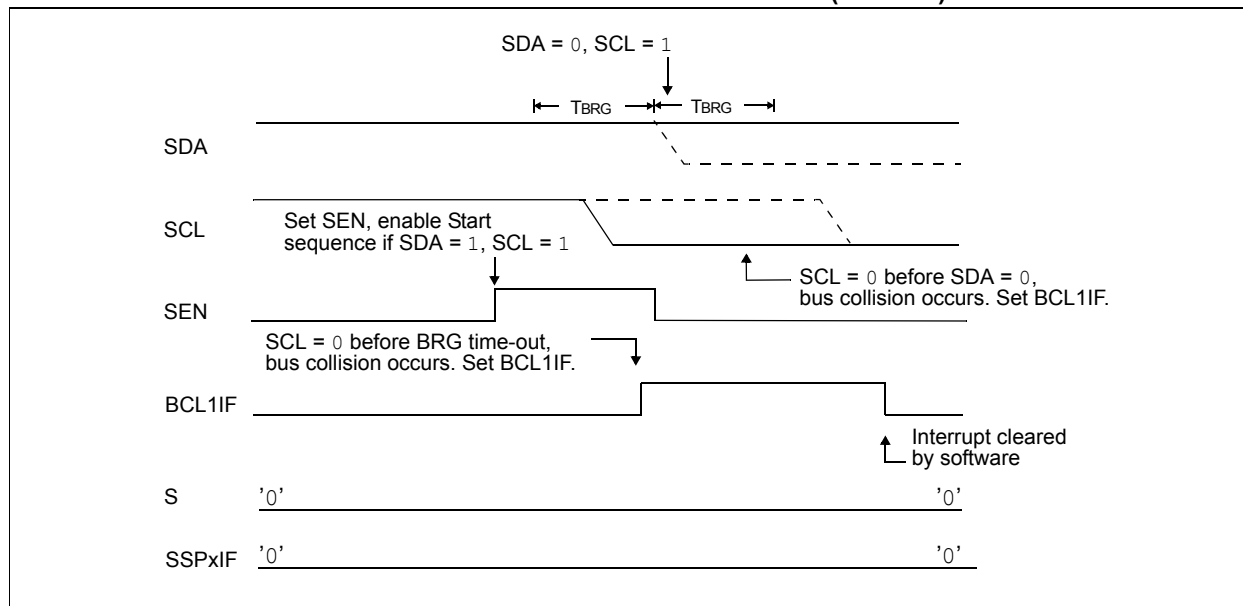 SDA = 0, SCL = 1
TBRG TBRG
SDA
SCL
Set SEN, enable Start
sequence if SDA = 1, SCL = 1
SCL = 0 before SDA = 0,
bus collision occurs. Set BCL1IF.
SEN
SCL = 0 before BRG time-out,
bus collision occurs. Set BCL1IF.
BCL1IF
Interrupt cleared
by software
S '0' '0'
SSPxIF '0' '0'